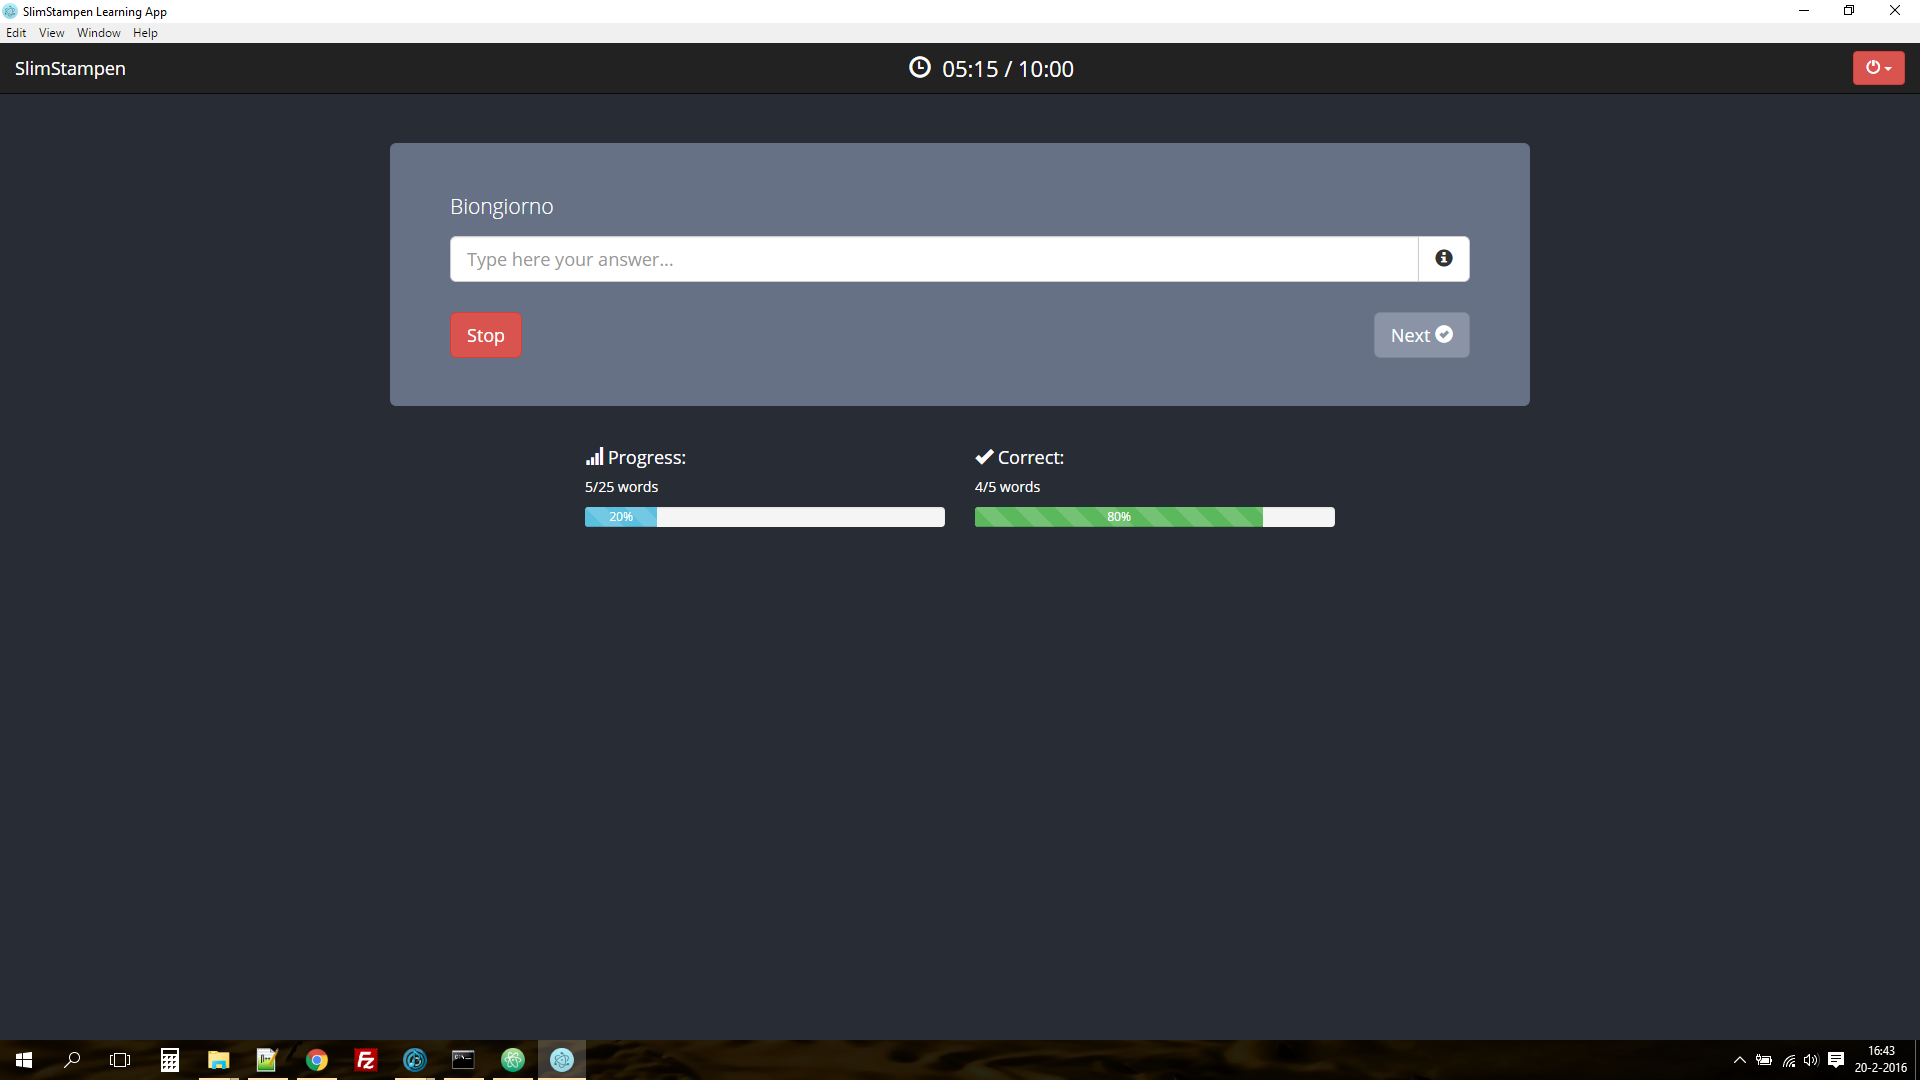 SlimStampen Learning App
Edit View Window Help
SlimStampen
05:15 / 10:00
Biongiorno
Type here your answer...
Stop
Next
Progress:
5/25 words
20%
Correct:
4/5 words
80%
16:43
20-2-2016